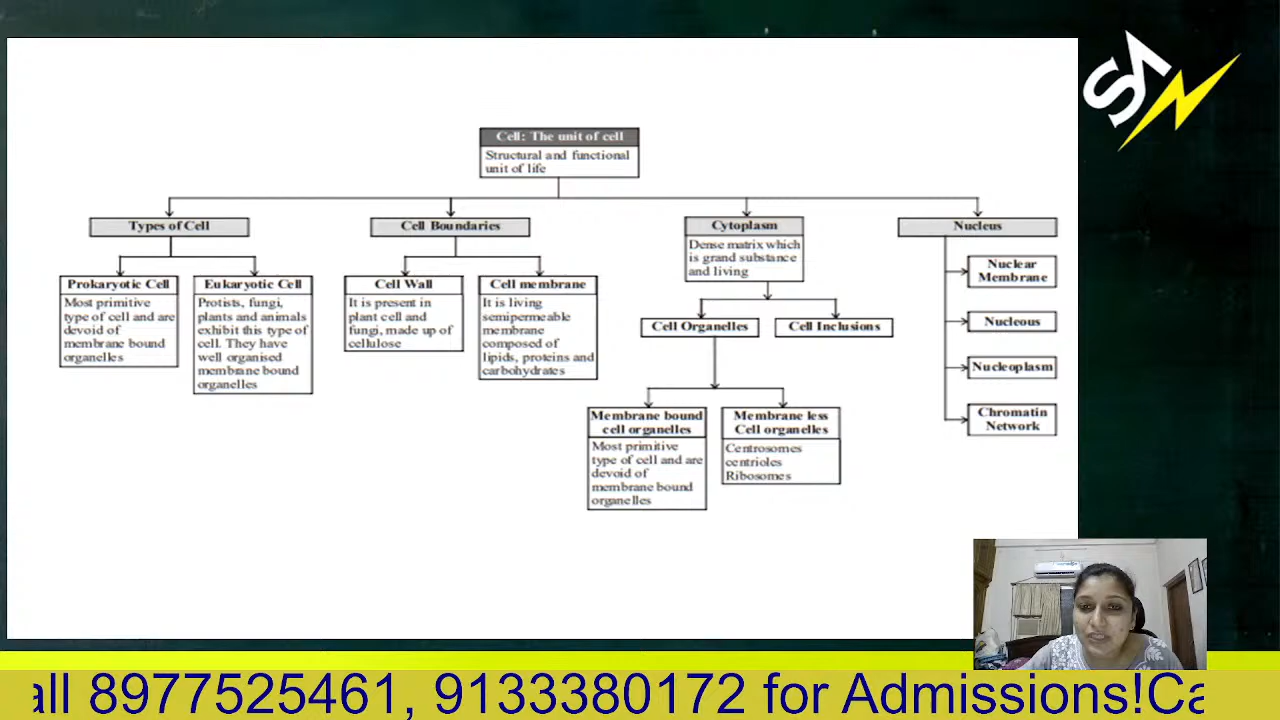 SAN
Cell: The unit of cell
Structural and functional
unit of life
Types of Cell
Cell Boundaries
Cytoplasm
Dense matrix which
is grand substance
and living
Nucleus
Prokaryotic Cell
Most primitive
type of cell and are
devoid of
membrane bound
organelles
Eukaryotic Cell
Protists, fungi,
plants and animals
exhibit this type of
cell. They have
well organised
membrane bound
organelles
Cell Wall
It is present in
plant cell and
fungi, made up of
cellulose
Cell membrane
It is living
semipermeable
membrane
composed of
lipids, proteins and
carbohydrates
Cell Organelles
Cell Inclusions
Membrane bound
cell organelles
Most primitive
type of cell and are
devoid of
membrane bound
organelles
Membrane less
Cell organelles
Centrosomes
centrioles
Ribosomes
Nuclear
Membrane
Nucleous
Nucleoplasm
Chromatin
Network
all 8977525461, 9133380172 for Admissions!Ca